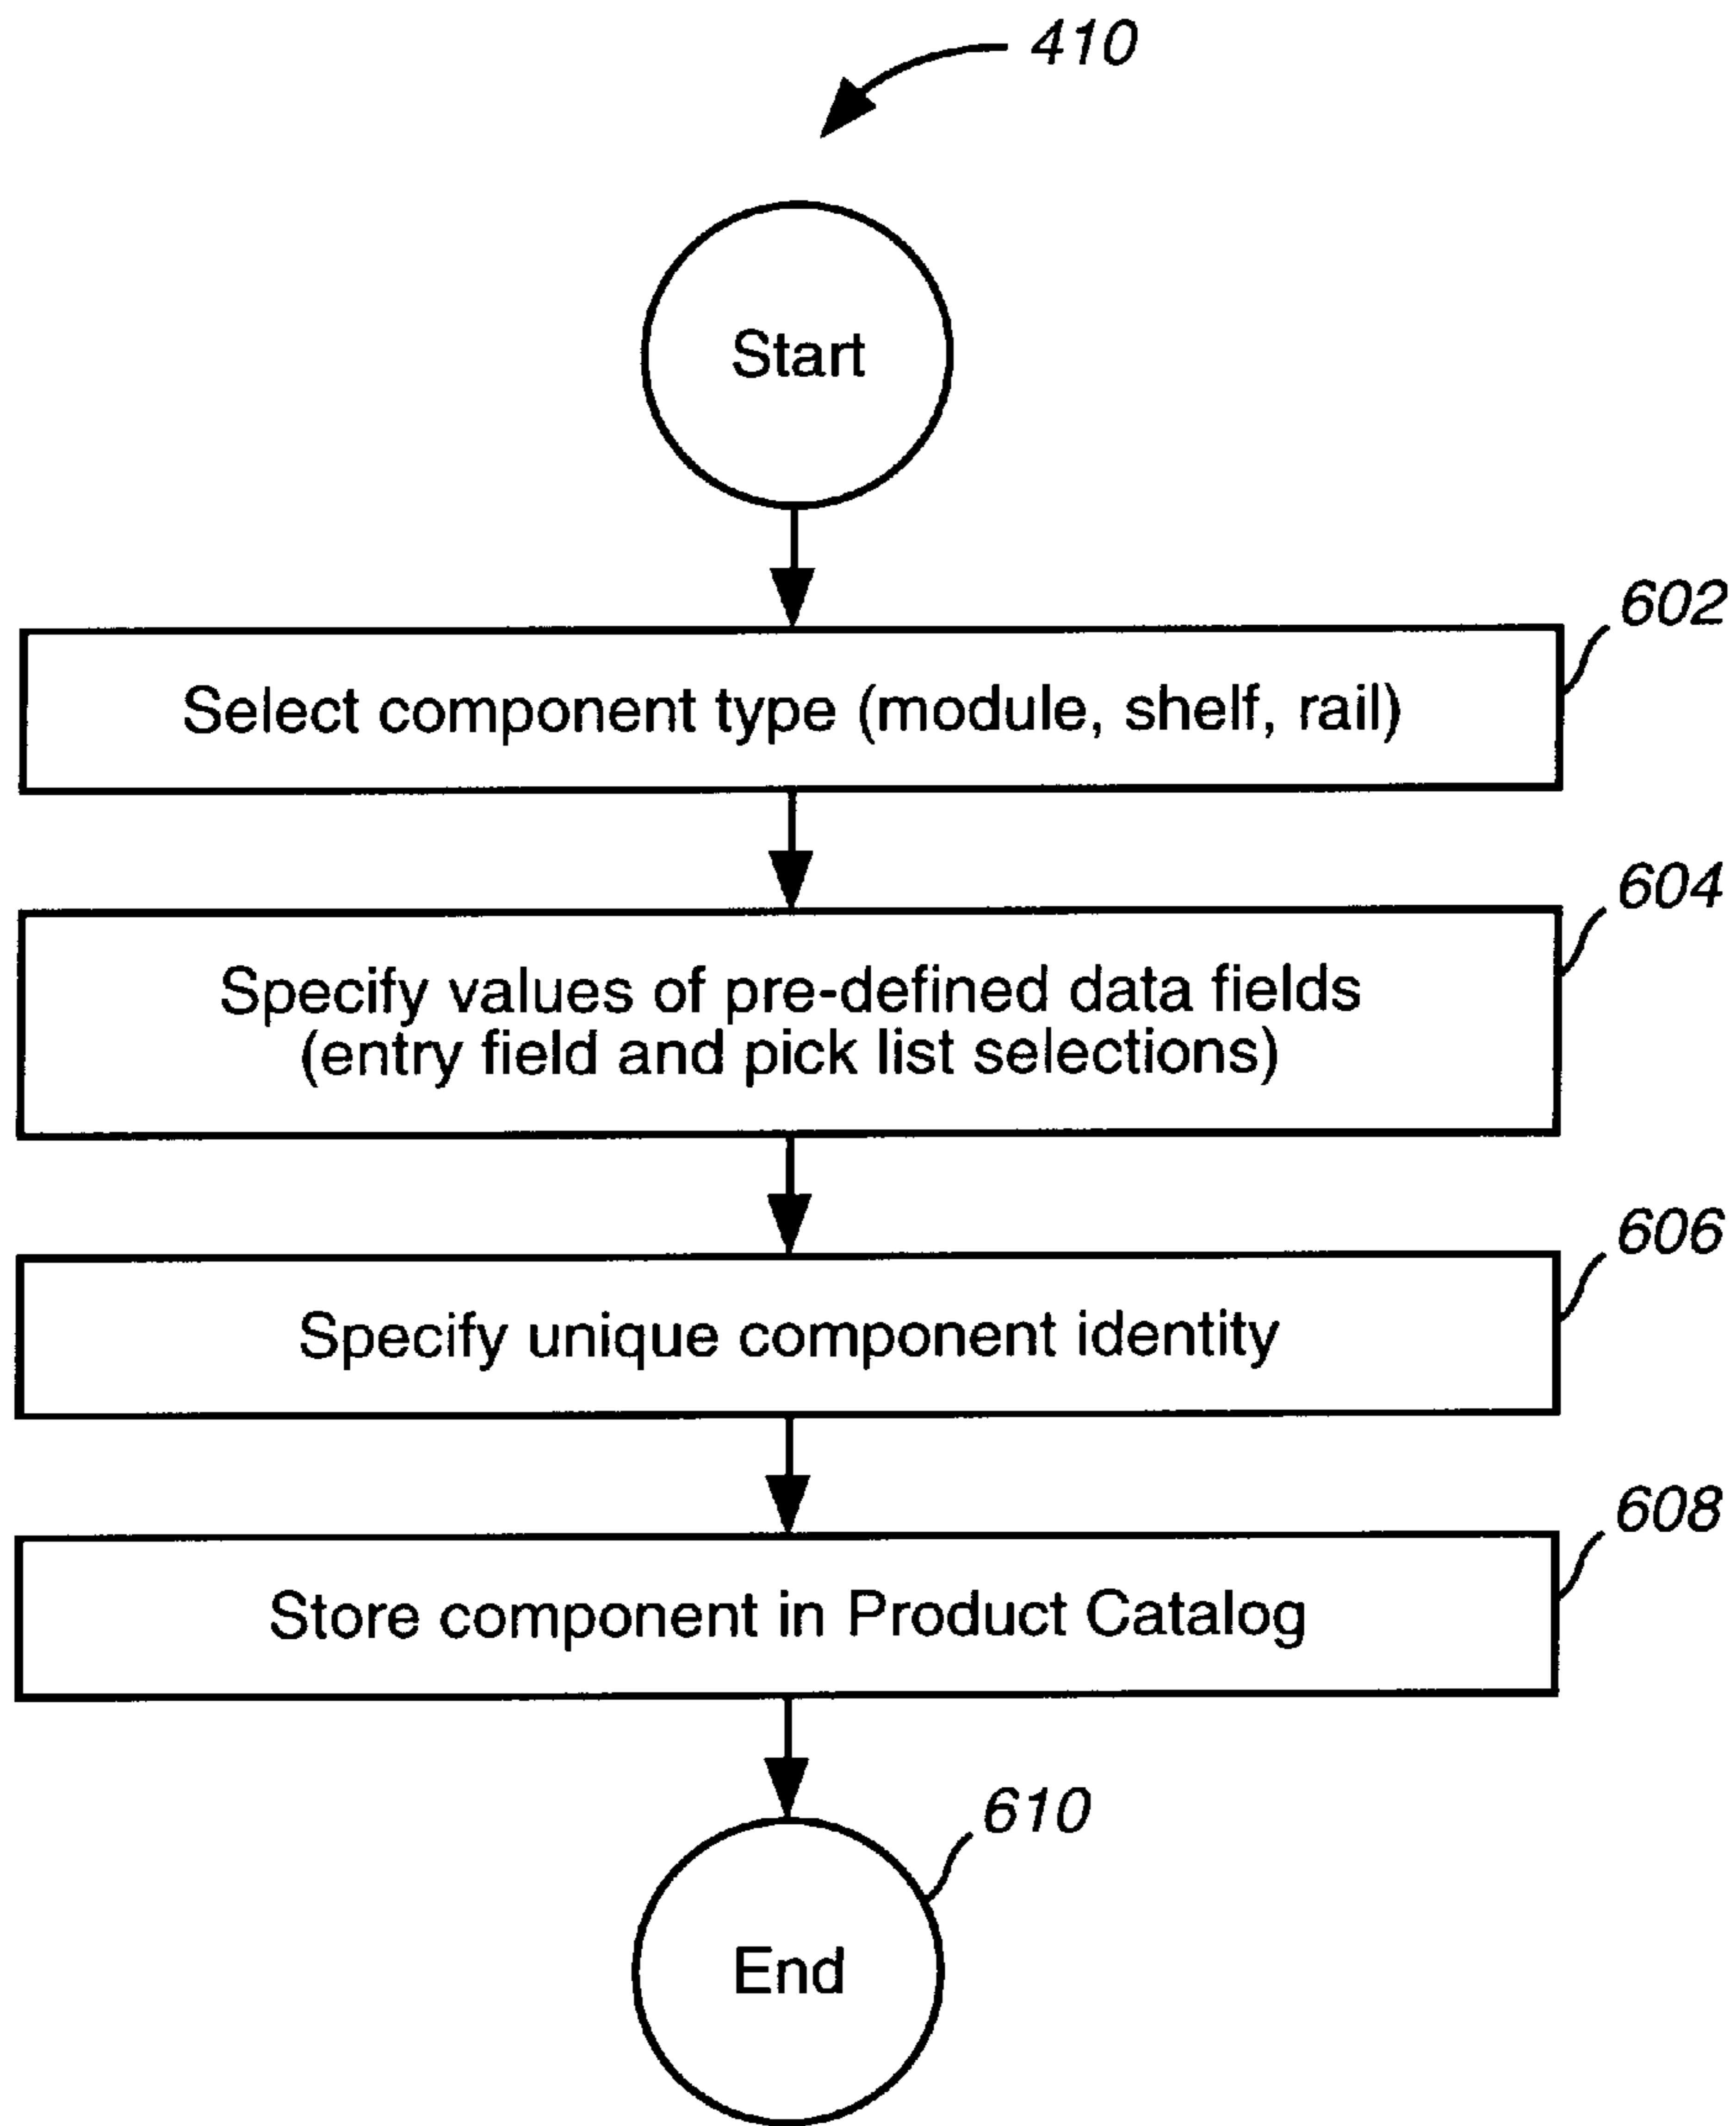 410
Start
602
Select component type (module, shelf, rail)
604
Specify values of pre-defined data fields
(entry field and pick list selections)
606
Specify unique component identity
608
Store component in Product Catalog
610
End